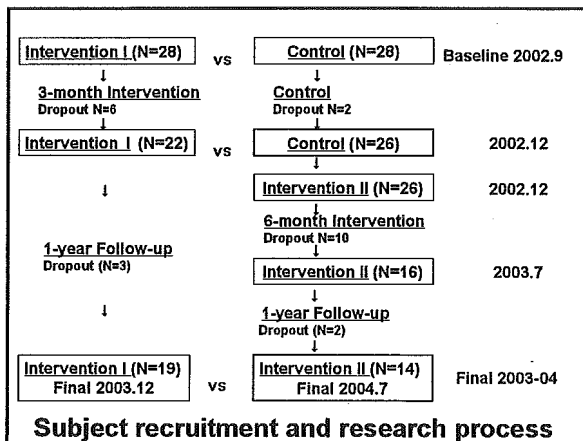 Intervention I (N=28) vs Control (N=28) Baseline 2002.9
3-month Intervention Control
Dropout N=6 Dropout N=2
Intervention I (N=22) vs Control (N=26) 2002.12
Intervention II (N=26) 2002.12
6-month Intervention
Dropout N=10
1-year Follow-up
Dropout (N=3)
Intervention II (N=16) 2003.7
1-year Follow-up
Dropout (N=2)
Intervention I (N=19) Intervention II (N=14)
Final 2003.12 vs Final 2004.7 Final 2003-04
Subject recruitment and research process